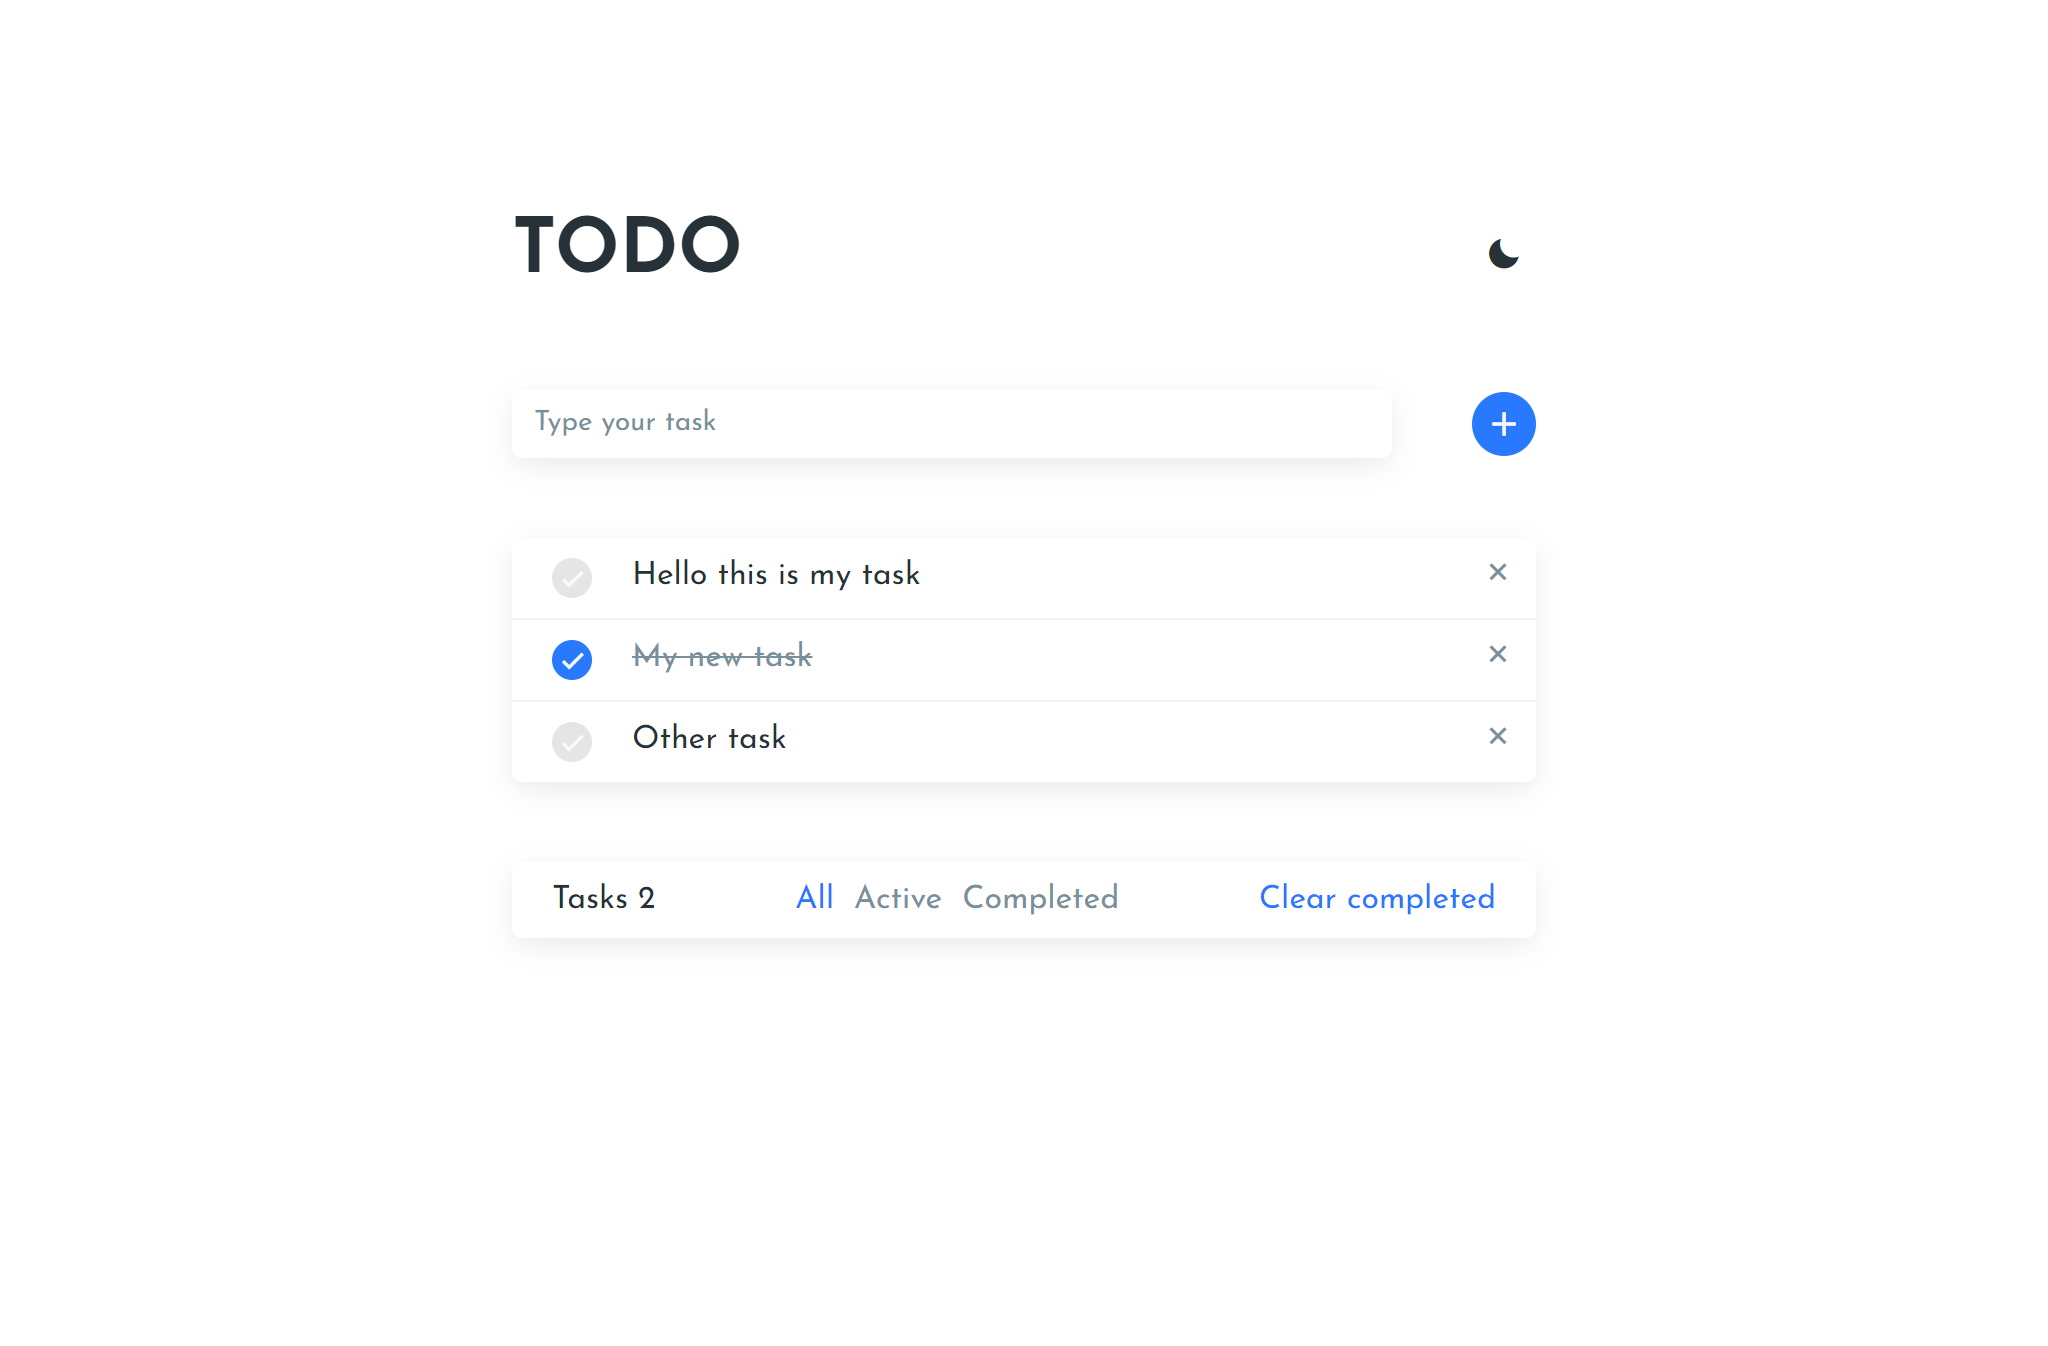 TODO
Type your task
Hello this is my task
My new task
Other task
Tasks 2 All Active Completed Clear completed